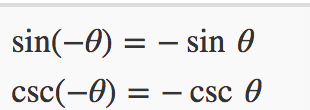 sin(−θ) = − sin θ
csc(−θ) = − csc θ